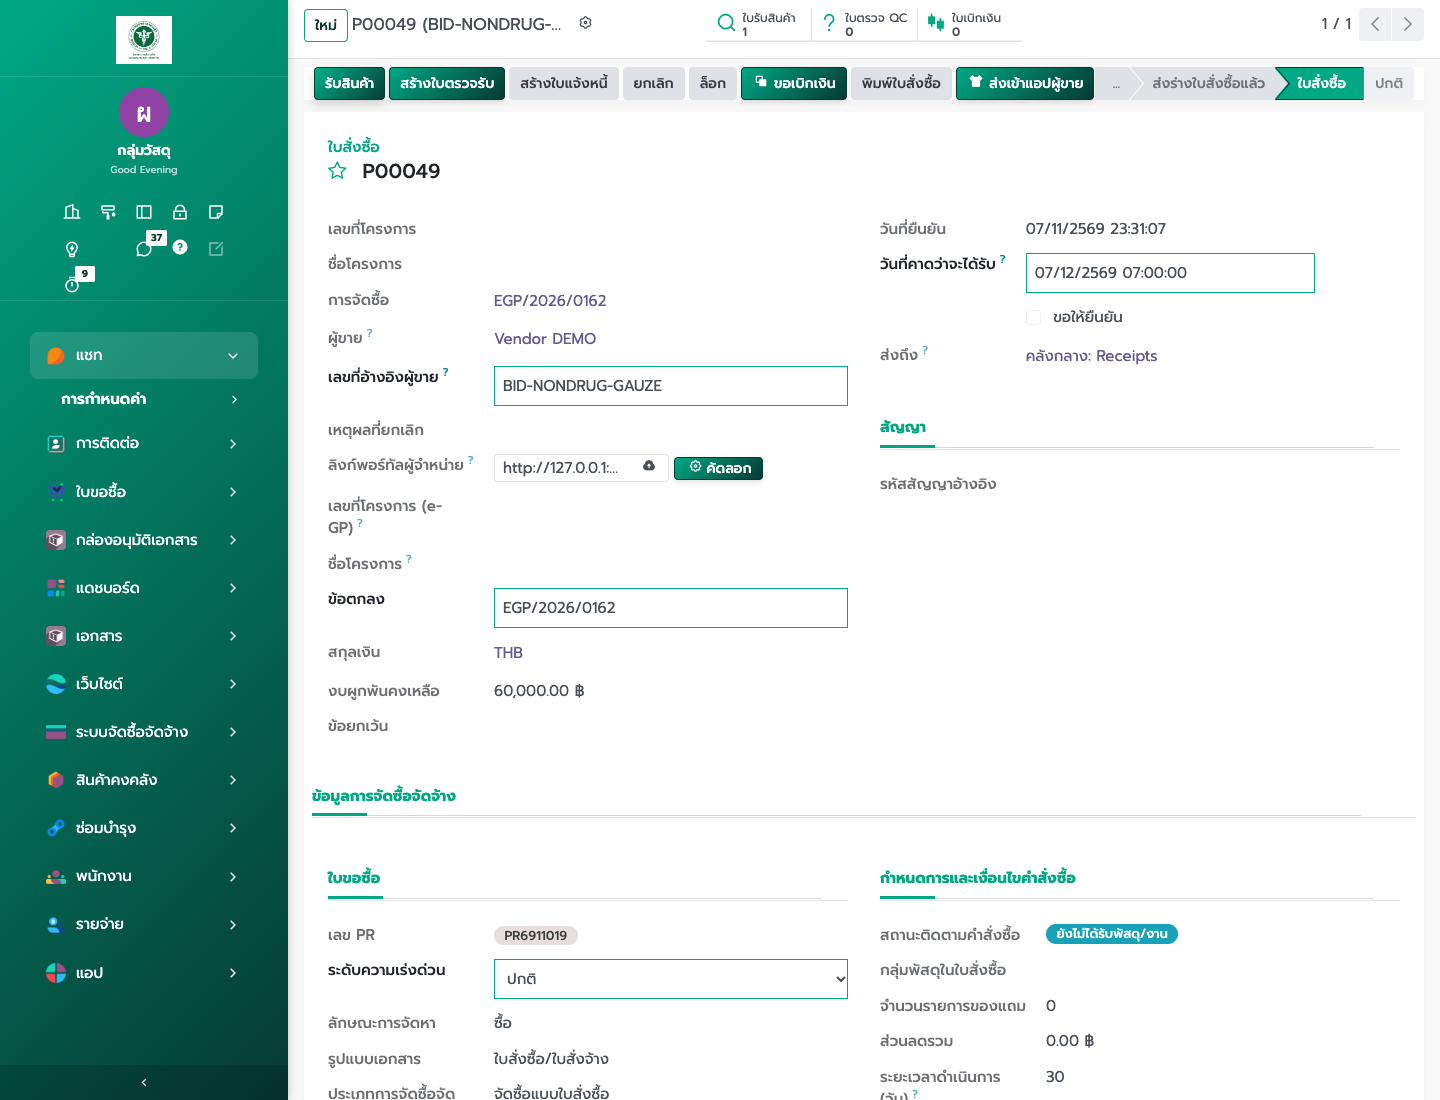 ผ
กลุ่มวัสดุ
Good Evening
37
?
9
แชท
การกำหนดค่า
การติดต่อ
ใบขอซื้อ
กล่องอนุมัติเอกสาร
แดชบอร์ด
เอกสาร
เว็บไซต์
ระบบจัดซื้อจัดจ้าง
สินค้าคงคลัง
ซ่อมบำรุง
พนักงาน
รายจ่าย
แอป
ใหม่ P00049 (BID-NONDRUG-...
ใบรับสินค้า 1
ใบตรวจ QC 0
ใบเบิกเงิน 0
1 / 1
รับสินค้า สร้างใบตรวจรับ สร้างใบแจ้งหนี้ ยกเลิก ล็อก ขอเบิกเงิน พิมพ์ใบสั่งซื้อ ส่งเข้าแอปผู้ขาย ... ส่งร่างใบสั่งซื้อแล้ว ใบสั่งซื้อ ปกติ
ใบสั่งซื้อ
P00049
เลขที่โครงการ
ชื่อโครงการ
การจัดซื้อ EGP/2026/0162
ผู้ขาย ? Vendor DEMO
เลขที่อ้างอิงผู้ขาย ? BID-NONDRUG-GAUZE
เหตุผลที่ยกเลิก
ลิงก์พอร์ทัลผู้จำหน่าย ? http://127.0.0.1:... คัดลอก
เลขที่โครงการ (e-
GP) ?
ชื่อโครงการ ?
ข้อตกลง EGP/2026/0162
สกุลเงิน THB
งบผูกพันคงเหลือ 60,000.00 ฿
ข้อยกเว้น
วันที่ยืนยัน 07/11/2569 23:31:07
วันที่คาดว่าจะได้รับ ? 07/12/2569 07:00:00
ขอให้ยืนยัน
ส่งถึง ? คลังกลาง: Receipts
สัญญา
รหัสสัญญาอ้างอิง
ข้อมูลการจัดซื้อจัดจ้าง
ใบขอซื้อ
เลข PR PR6911019
ระดับความเร่งด่วน ปกติ
ลักษณะการจัดหา ซื้อ
รูปแบบเอกสาร ใบสั่งซื้อ/ใบสั่งจ้าง
ประเภทการจัดซื้อจัด จัดซื้อแบบใบสั่งซื้อ
กำหนดการและเงื่อนไขคำสั่งซื้อ
สถานะติดตามคำสั่งซื้อ ยังไม่ได้รับพัสดุ/งาน
กลุ่มพัสดุในใบสั่งซื้อ
จำนวนรายการของแถม 0
ส่วนลดรวม 0.00 ฿
ระยะเวลาดำเนินการ 30
(วัน) ?